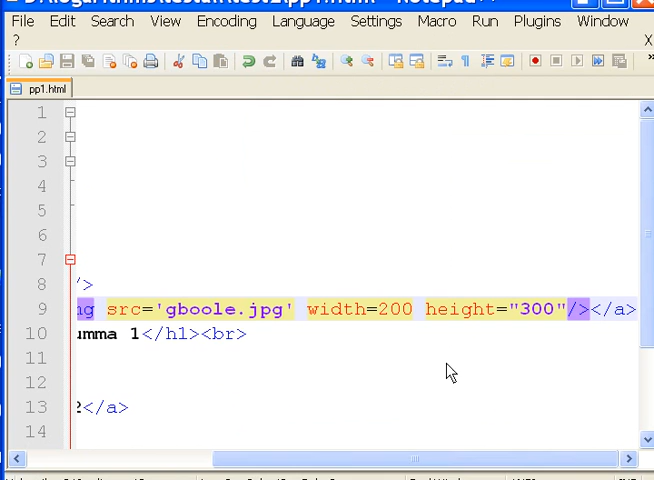 File Edit Search View Encoding Language Settings Macro Run Plugins Window
?
X
pp1.html
1
2
3
4
5
6
7
8 '/>
9 ng src='gboole.jpg' width=200 height="300"/></a>
10 umma 1</h1><br>
11
12
13 2</a>
14